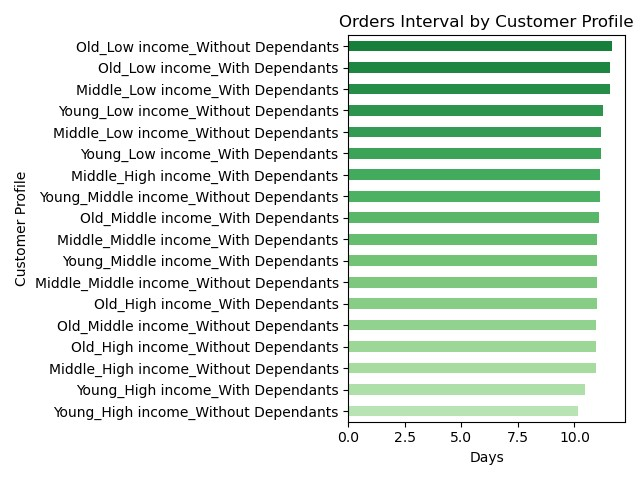 Orders Interval by Customer Profile
Customer Profile
Old_Low income_Without Dependants
Old_Low income_With Dependants
Middle_Low income_With Dependants
Young_Low income_Without Dependants
Middle_Low income_Without Dependants
Young_Low income_With Dependants
Middle_High income_With Dependants
Young_Middle income_Without Dependants
Old_Middle income_With Dependants
Middle_Middle income_With Dependants
Young_Middle income_With Dependants
Middle_Middle income_Without Dependants
Old_High income_With Dependants
Old_Middle income_Without Dependants
Old_High income_Without Dependants
Middle_High income_Without Dependants
Young_High income_With Dependants
Young_High income_Without Dependants
0.0 2.5 5.0 7.5 10.0
Days